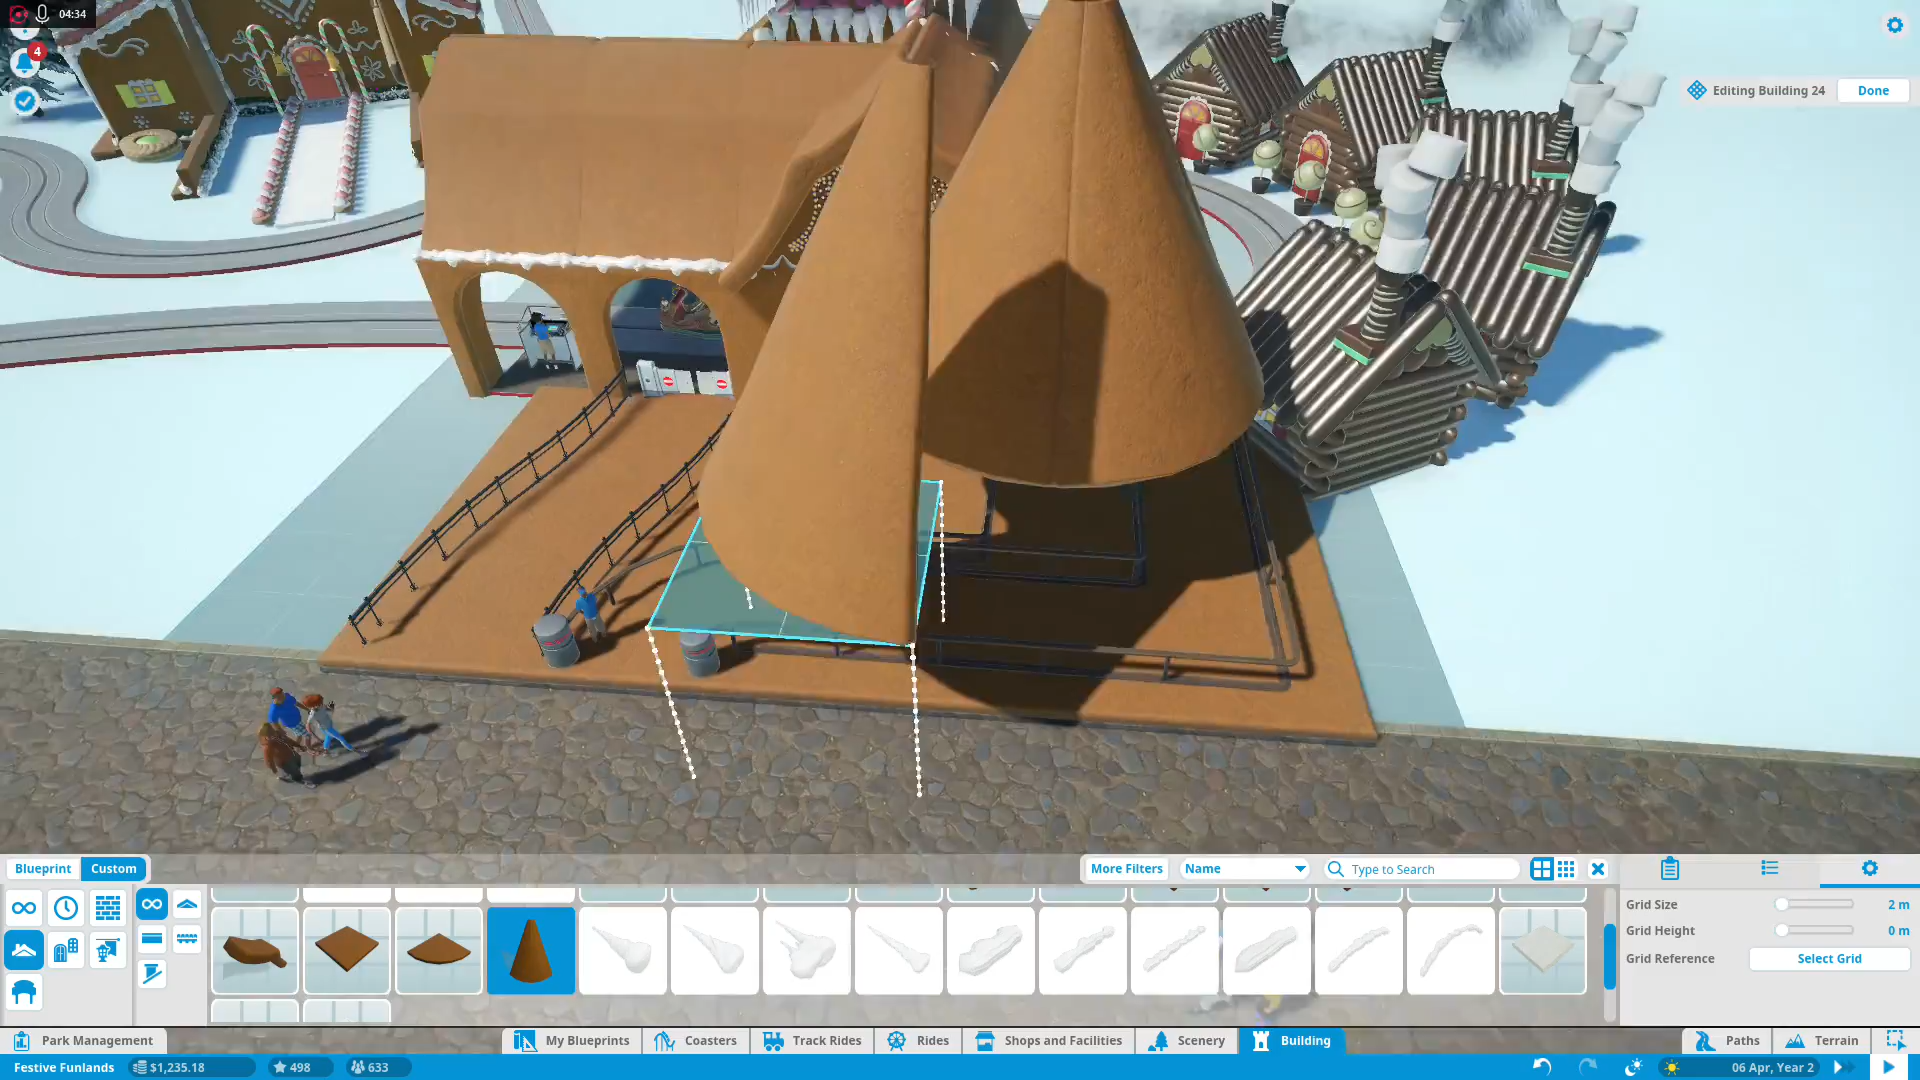 04:34
4
Editing Building 24
Done
Blueprint
Custom
More Filters
Name
Type to Search
Grid Size
2 m
Grid Height
0 m
Grid Reference
Select Grid
Park Management
My Blueprints
Coasters
Track Rides
Rides
Shops and Facilities
Scenery
Building
Paths
Terrain
Festive Funlands
$1,235.18
498
633
06 Apr, Year 2